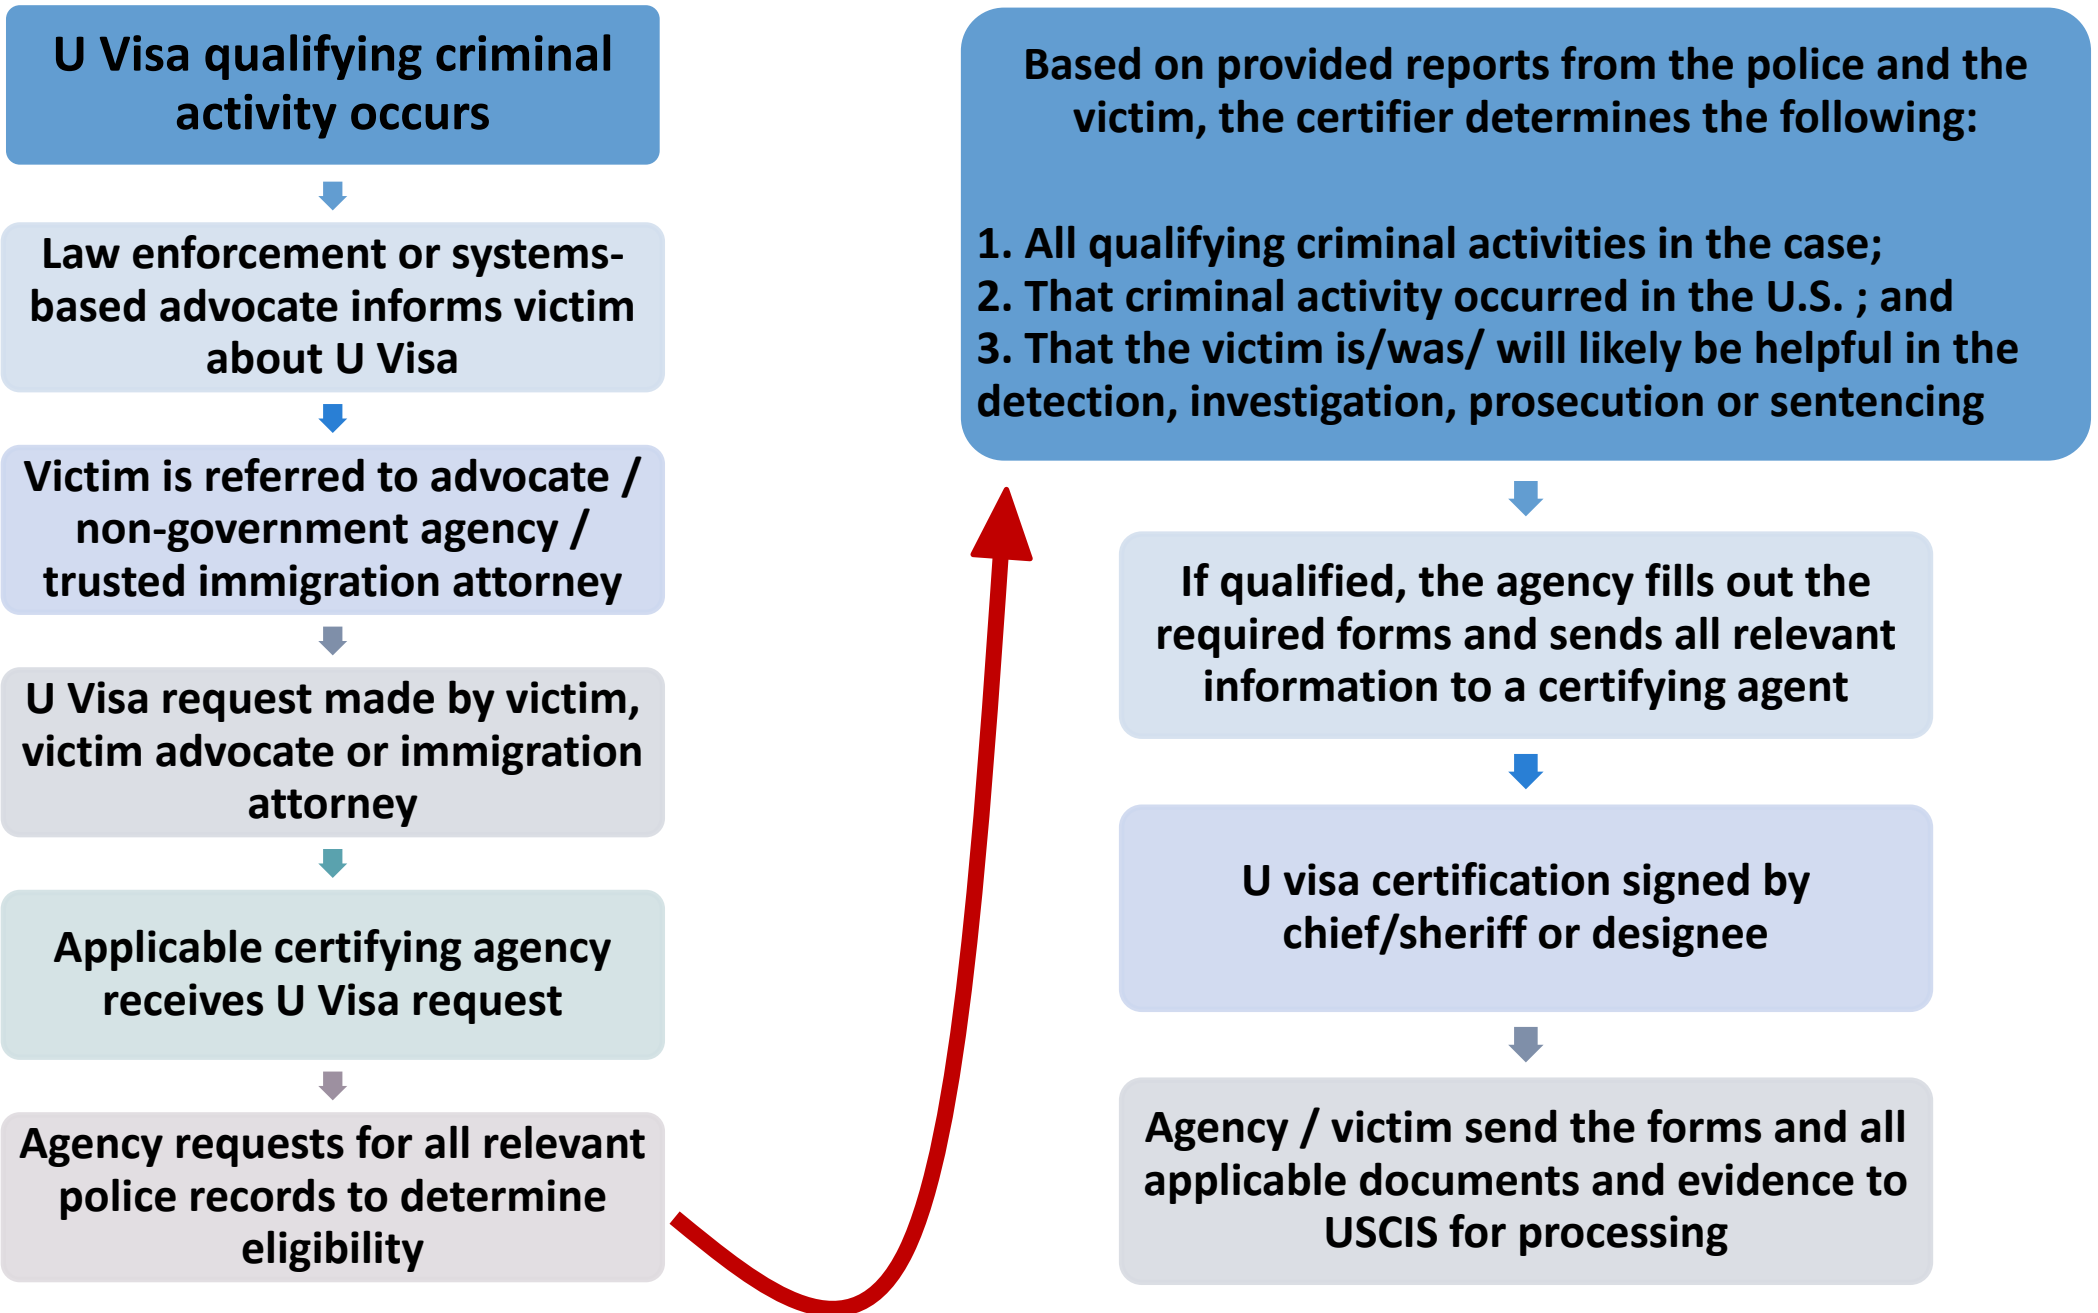 U Visa qualifying criminal
activity occurs
Law enforcement or systems-
based advocate informs victim
about U Visa
Victim is referred to advocate /
non-government agency /
trusted immigration attorney
U Visa request made by victim,
victim advocate or immigration
attorney
Applicable certifying agency
receives U Visa request
Agency requests for all relevant
police records to determine
eligibility
Based on provided reports from the police and the
victim, the certifier determines the following:
1. All qualifying criminal activities in the case;
2. That criminal activity occurred in the U.S. ; and
3. That the victim is/was/ will likely be helpful in the
detection, investigation, prosecution or sentencing
If qualified, the agency fills out the
required forms and sends all relevant
information to a certifying agent
U visa certification signed by
chief/sheriff or designee
Agency / victim send the forms and all
applicable documents and evidence to
USCIS for processing